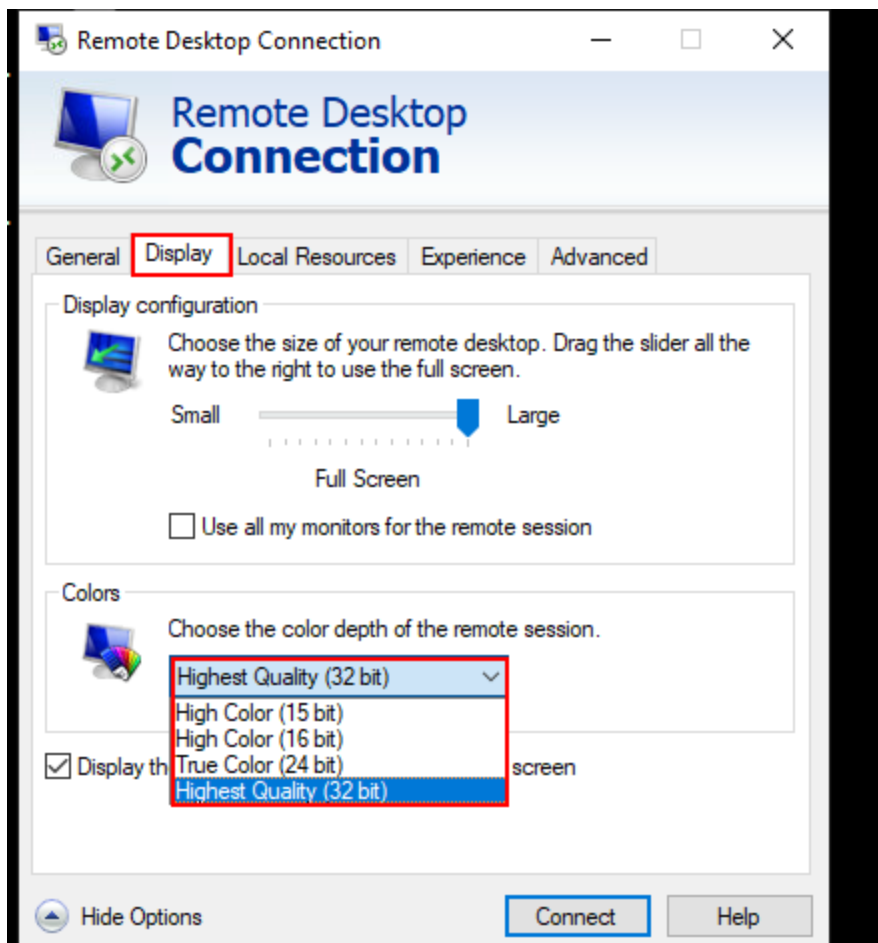 Remote Desktop Connection
Remote Desktop
Connection
General Display Local Resources Experience Advanced
Display configuration
Choose the size of your remote desktop. Drag the slider all the
way to the right to use the full screen.
Small Large
Full Screen
Use all my monitors for the remote session
Colors
Choose the color depth of the remote session.
Highest Quality (32 bit)
High Color (15 bit)
High Color (16 bit)
True Color (24 bit)
Display th screen
Highest Quality (32 bit)
Hide Options Connect Help